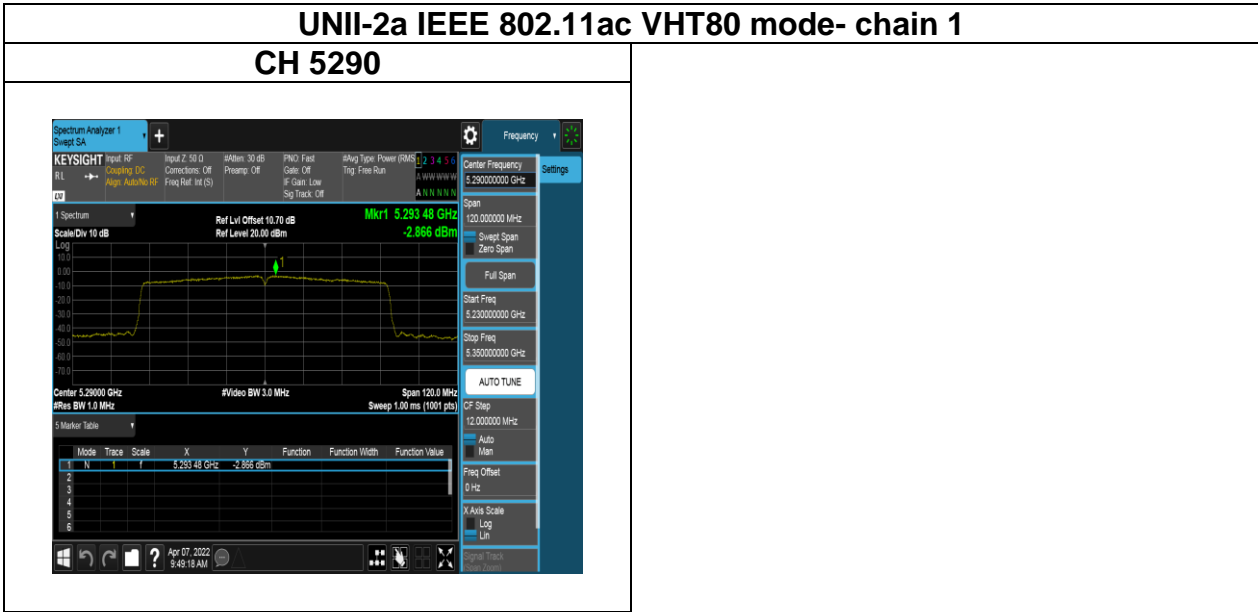 UNII-2a IEEE 802.11ac VHT80 mode- chain 1
CH 5290
Spectrum Analyzer 1
Swept SA
+
Frequency
KEYSIGHT
RL
LXI
Input: RF
Coupling: DC
Align: Auto/No RF
Input Z: 50 Ω
Corrections: Off
Freq Ref: Int (S)
#Atten: 30 dB
Preamp: Off
PNO: Fast
Gate: Off
IF Gain: Low
Sig Track: Off
#Avg Type: Power (RMS
Trig: Free Run
1 2 3 4 5 6
A W W W W W
A N N N N N
Center Frequency
5.290000000 GHz
Settings
1 Spectrum
Scale/Div 10 dB
Ref Lvl Offset 10.70 dB
Ref Level 20.00 dBm
Mkr1 5.293 48 GHz
-2.866 dBm
Log
10.0
0.00
-10.0
-20.0
-30.0
-40.0
-50.0
-60.0
-70.0
1
Center 5.29000 GHz
#Res BW 1.0 MHz
#Video BW 3.0 MHz
Span 120.0 MHz
Sweep 1.00 ms (1001 pts)
Span
120.000000 MHz
Swept Span
Zero Span
Full Span
Start Freq
5.230000000 GHz
Stop Freq
5.350000000 GHz
AUTO TUNE
CF Step
12.000000 MHz
Auto
Man
Freq Offset
0 Hz
X Axis Scale
Log
Lin
Signal Track
(Span Zoom)
5 Marker Table
Mode Trace Scale X Y Function Function Width Function Value
1 N 1 f 5.293 48 GHz -2.866 dBm
2
3
4
5
6
?
Apr 07, 2022
9:49:18 AM